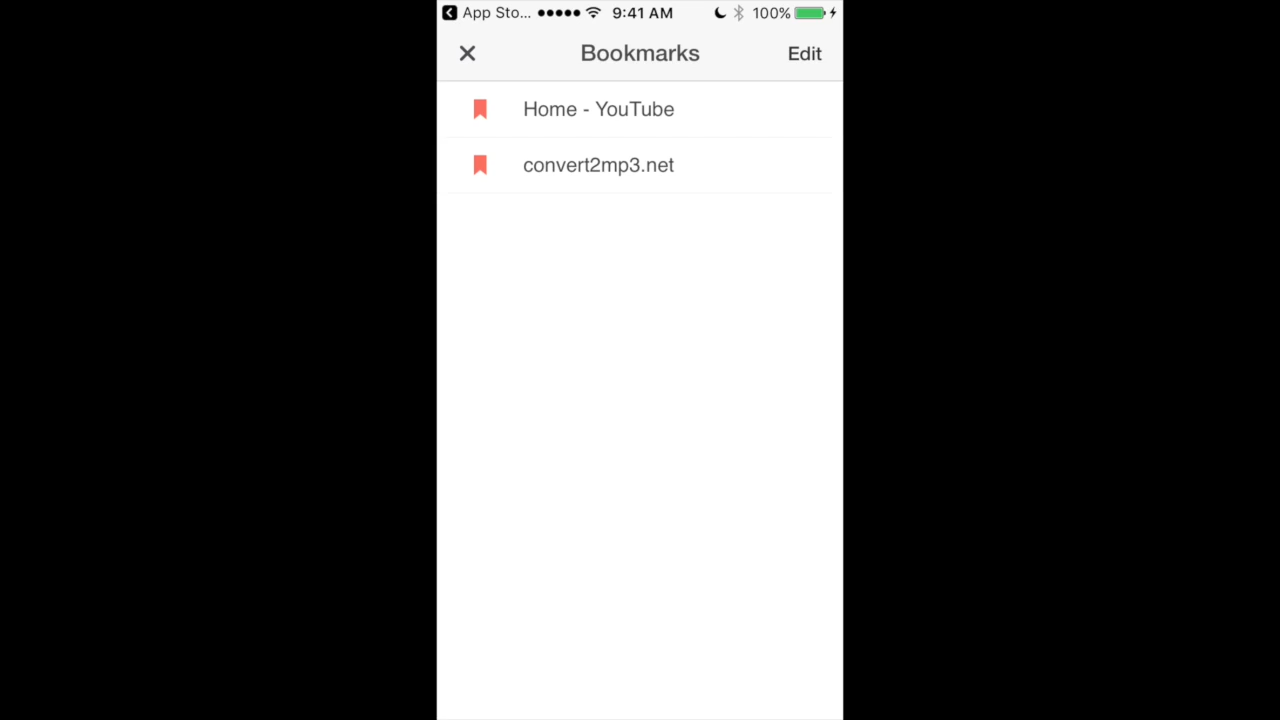 App Sto... 9:41 AM 100%
Bookmarks Edit
Home - YouTube
convert2mp3.net